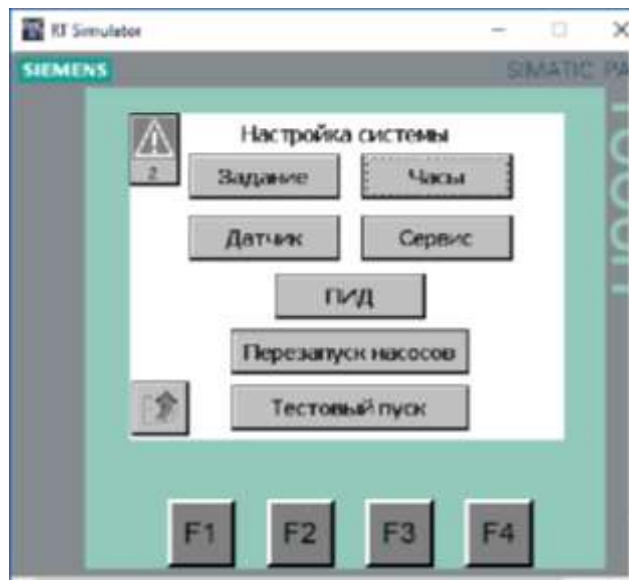 RT Simulator
SIEMENS
SIMATIC PA
TOUCH
Настройка системы
2
Задание
Часы
Датчик
Сервис
ПИД
Перезапуск насосов
Тестовый пуск
F1 F2 F3 F4